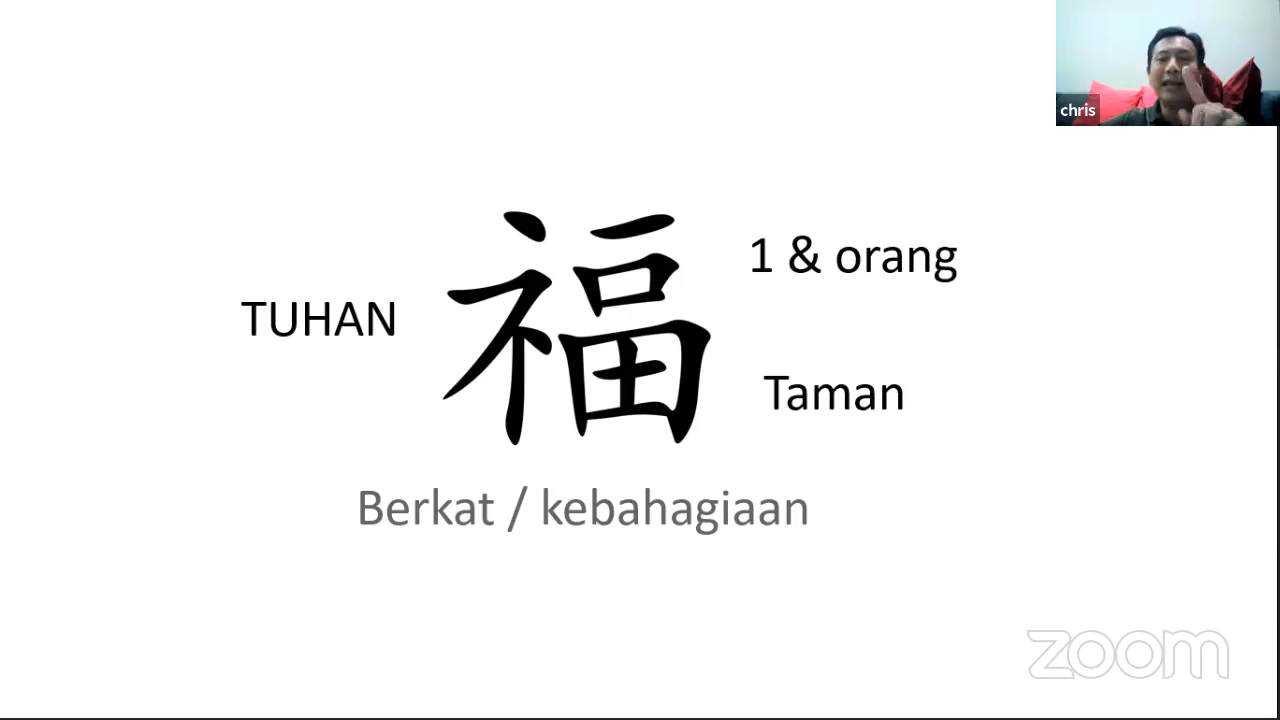 chris
1 & orang
TUHAN
福
Taman
Berkat / kebahagiaan
zoom